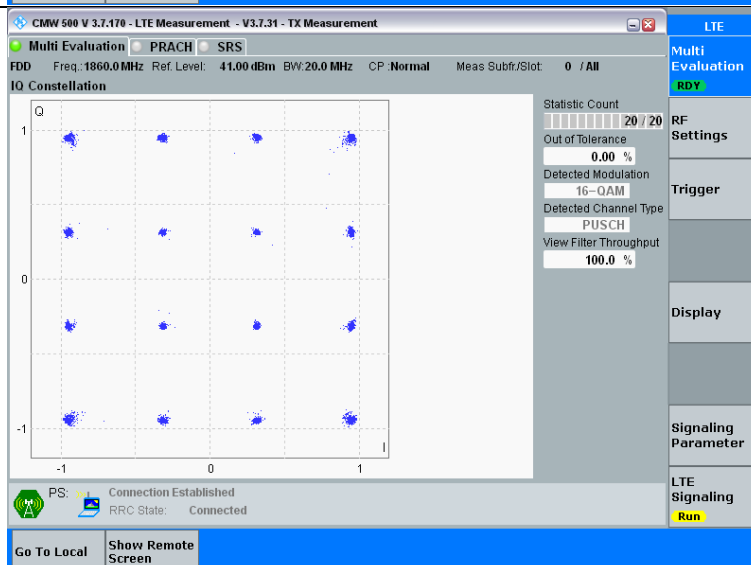 CMW 500 V 3.7.170 - LTE Measurement - V3.7.31 - TX Measurement
LTE
Multi Evaluation PRACH SRS
Multi
Evaluation
RDY
FDD Freq.: 1860.0 MHz Ref. Level: 41.00 dBm BW: 20.0 MHz CP : Normal Meas Subfr./Slot: 0 / All
IQ Constellation
Q
1
0
-1
I
-1 0 1
Statistic Count
20 / 20
Out of Tolerance
0.00 %
Detected Modulation
16-QAM
Detected Channel Type
PUSCH
View Filter Throughput
100.0 %
RF
Settings
Trigger
Display
Signaling
Parameter
LTE
Signaling
Run
PS: Connection Established
RRC State: Connected
Go To Local
Show Remote
Screen